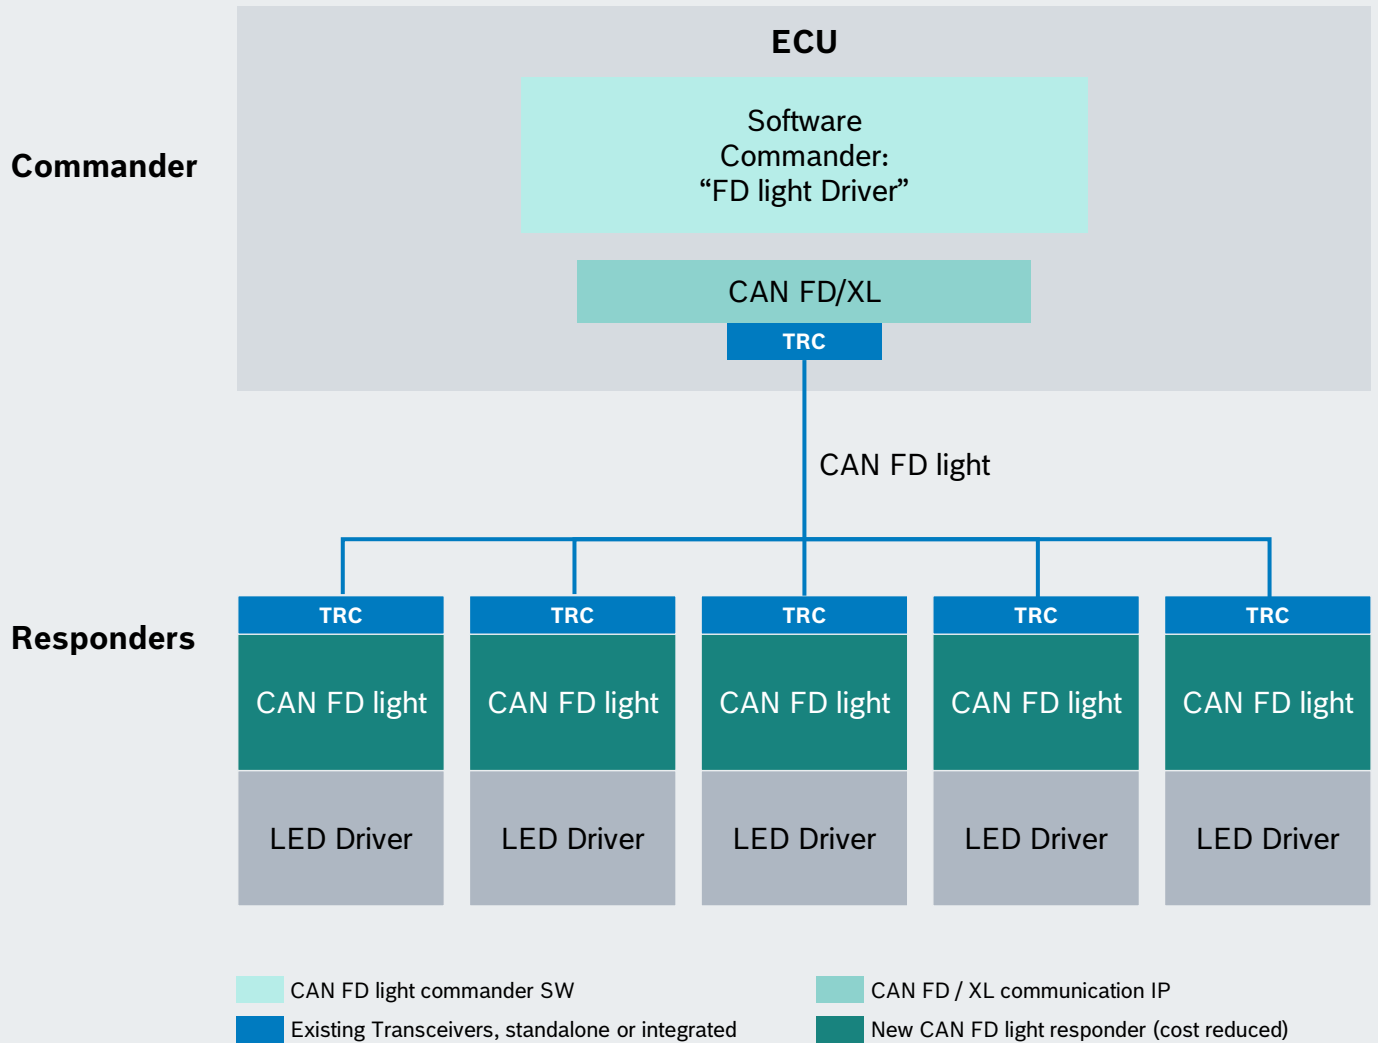 ECU
Software
Commander:
“FD light Driver”
Commander
CAN FD/XL
TRC
CAN FD light
TRC TRC TRC TRC TRC
Responders
CAN FD light CAN FD light CAN FD light CAN FD light CAN FD light
LED Driver LED Driver LED Driver LED Driver LED Driver
CAN FD light commander SW
CAN FD / XL communication IP
Existing Transceivers, standalone or integrated
New CAN FD light responder (cost reduced)